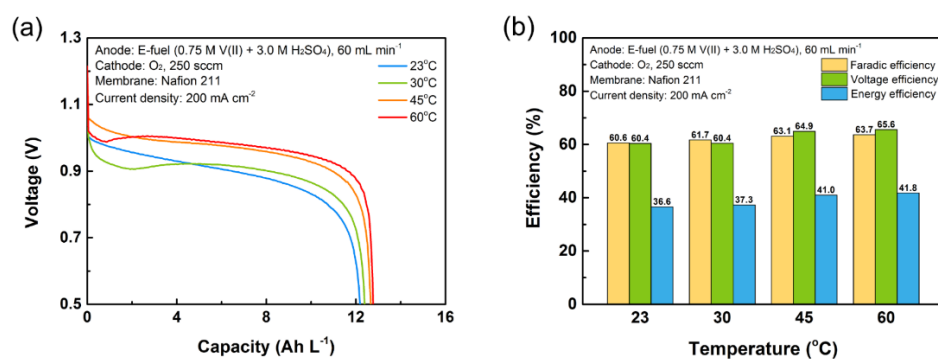 (a)
1.3
1.1
0.9
0.7
0.5
Voltage (V)
Anode: E-fuel (0.75 M V(II) + 3.0 M H₂SO₄), 60 mL min⁻¹
Cathode: O₂, 250 sccm
Membrane: Nafion 211
Current density: 200 mA cm⁻²
23°C
30°C
45°C
60°C
0 4 8 12 16
Capacity (Ah L⁻¹)
(b)
100
80
60
40
20
0
Efficiency (%)
Anode: E-fuel (0.75 M V(II) + 3.0 M H₂SO₄), 60 mL min⁻¹
Cathode: O₂, 250 sccm
Membrane: Nafion 211
Current density: 200 mA cm⁻²
Faradic efficiency
Voltage efficiency
Energy efficiency
60.6 60.4 36.6
61.7 60.4 37.3
63.1 64.9 41.0
63.7 65.6 41.8
23 30 45 60
Temperature (°C)